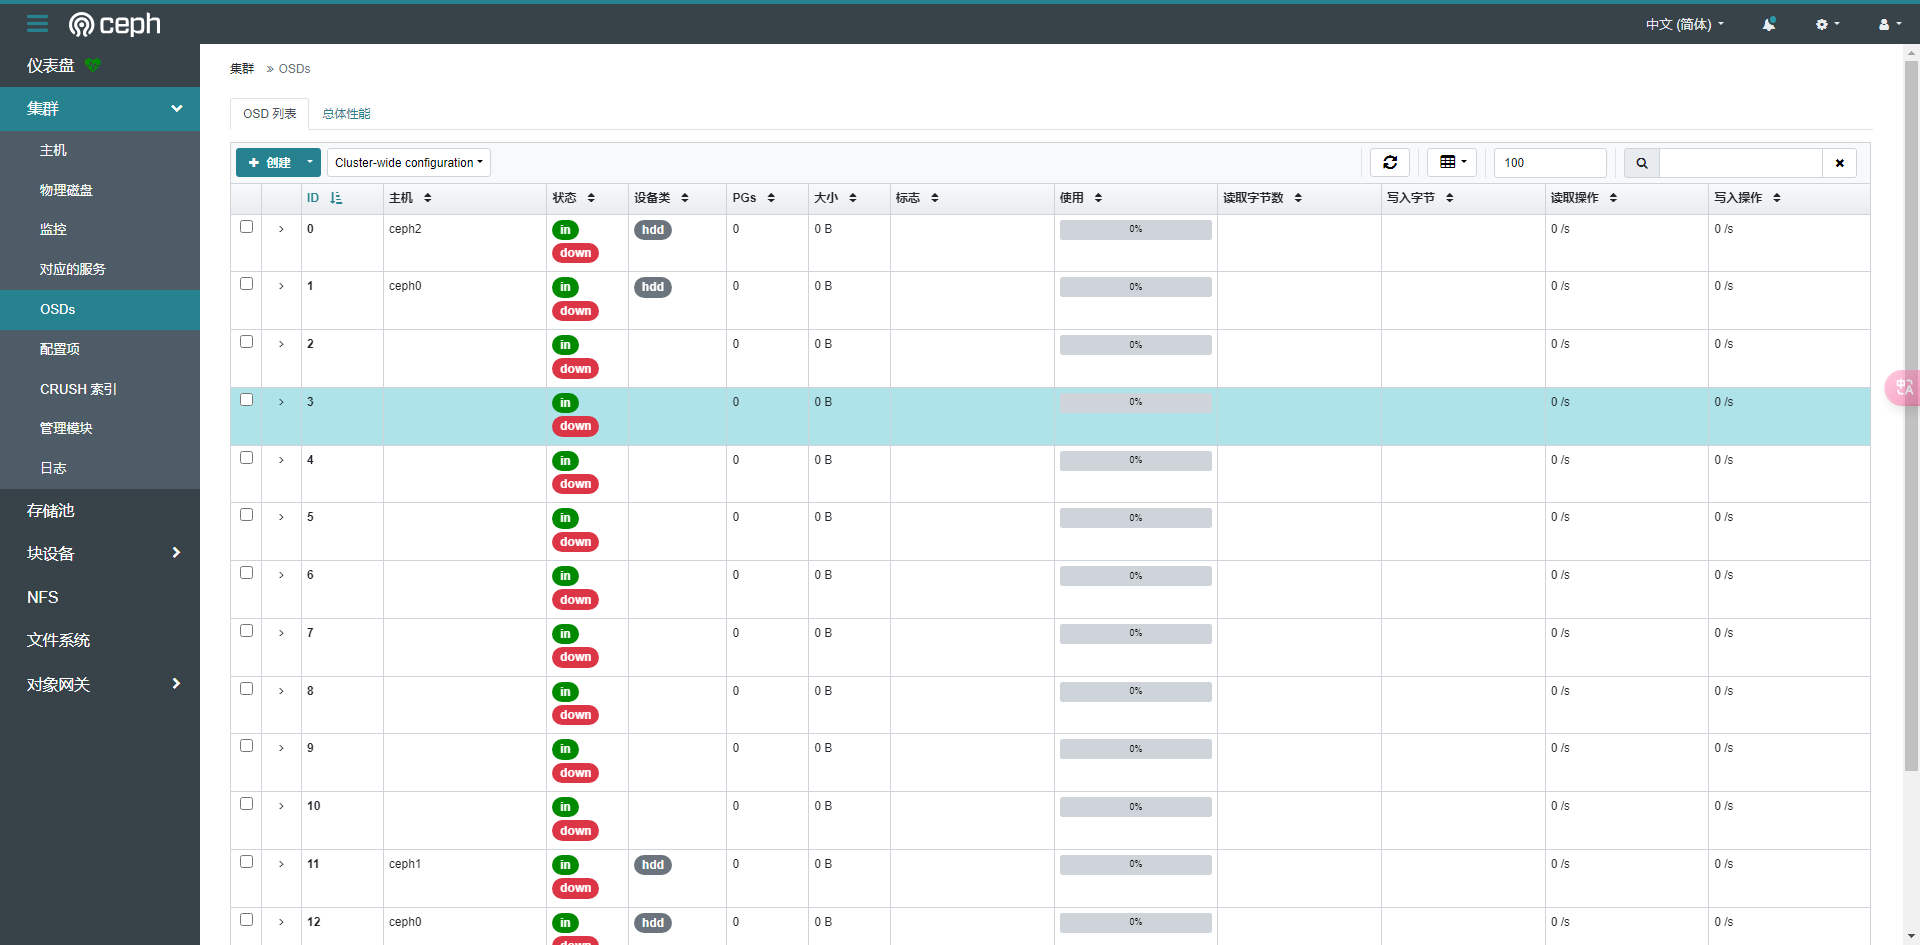 ceph
中文 (简体)
仪表盘
集群
主机
物理磁盘
监控
对应的服务
OSDs
配置项
CRUSH 索引
管理模块
日志
存储池
块设备
NFS
文件系统
对象网关
集群 » OSDs
OSD 列表 总体性能
+ 创建 Cluster-wide configuration 100
ID 主机 状态 设备类 PGs 大小 标志 使用 读取字节数 写入字节 读取操作 写入操作
0 ceph2 in hdd 0 0 B 0% 0 /s 0 /s
down
1 ceph0 in hdd 0 0 B 0% 0 /s 0 /s
down
2 in 0 0 B 0% 0 /s 0 /s
down
3 in 0 0 B 0% 0 /s 0 /s
down
4 in 0 0 B 0% 0 /s 0 /s
down
5 in 0 0 B 0% 0 /s 0 /s
down
6 in 0 0 B 0% 0 /s 0 /s
down
7 in 0 0 B 0% 0 /s 0 /s
down
8 in 0 0 B 0% 0 /s 0 /s
down
9 in 0 0 B 0% 0 /s 0 /s
down
10 in 0 0 B 0% 0 /s 0 /s
down
11 ceph1 in hdd 0 0 B 0% 0 /s 0 /s
down
12 ceph0 in hdd 0 0 B 0% 0 /s 0 /s
down